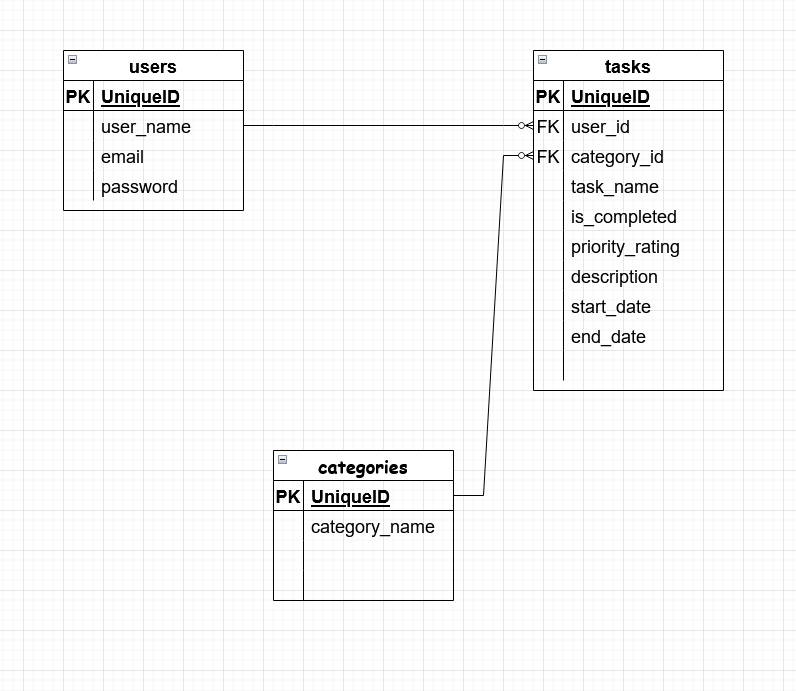 users
PK UniqueID
user_name
email
password
tasks
PK UniqueID
FK user_id
FK category_id
task_name
is_completed
priority_rating
description
start_date
end_date
categories
PK UniqueID
category_name